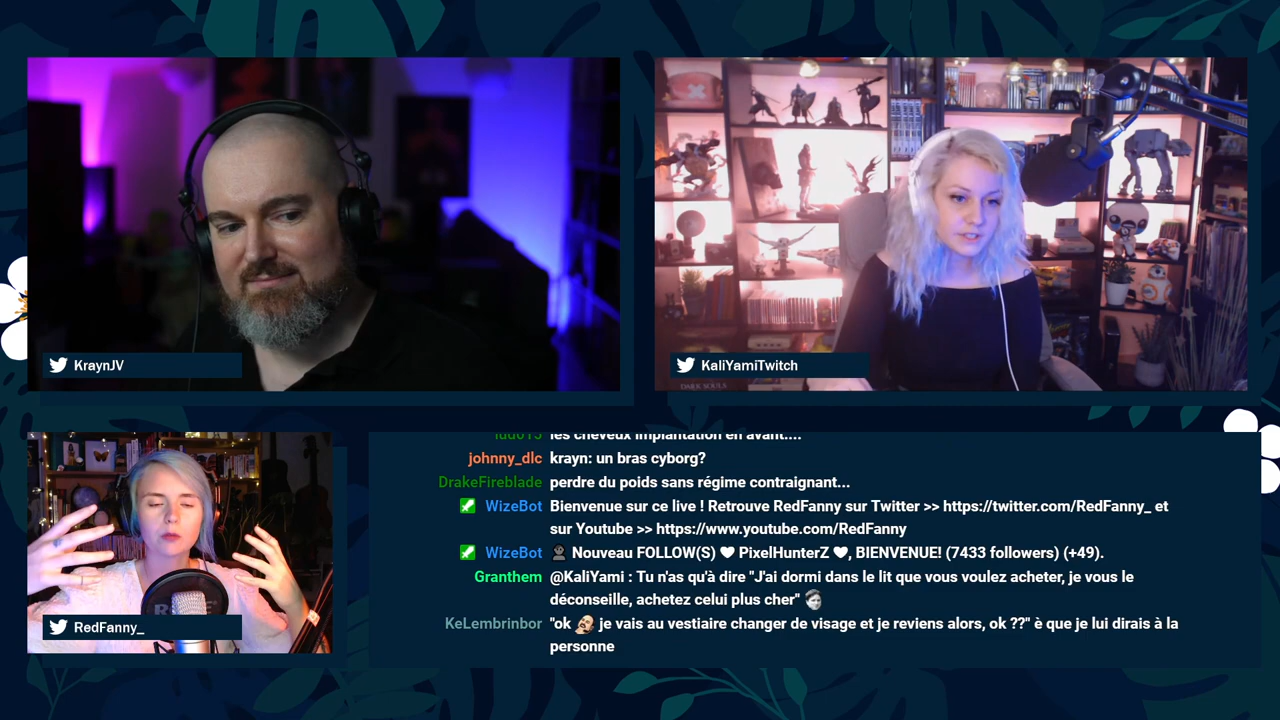 KraynJV
KaliYamiTwitch
DARK SOULS
RedFanny_
ludo13 les cheveux implantation en avant....
johnny_dlc krayn: un bras cyborg?
DrakeFireblade perdre du poids sans régime contraignant...
WizeBot Bienvenue sur ce live ! Retrouve RedFanny sur Twitter >> https://twitter.com/RedFanny_ et
sur Youtube >> https://www.youtube.com/RedFanny
WizeBot Nouveau FOLLOW(S) ❤ PixelHunterZ ❤, BIENVENUE! (7433 followers) (+49).
Granthem @KaliYami : Tu n'as qu'à dire "J'ai dormi dans le lit que vous voulez acheter, je vous le
déconseille, achetez celui plus cher"
KeLembrinbor "ok je vais au vestiaire changer de visage et je reviens alors, ok ??" è que je lui dirais à la
personne